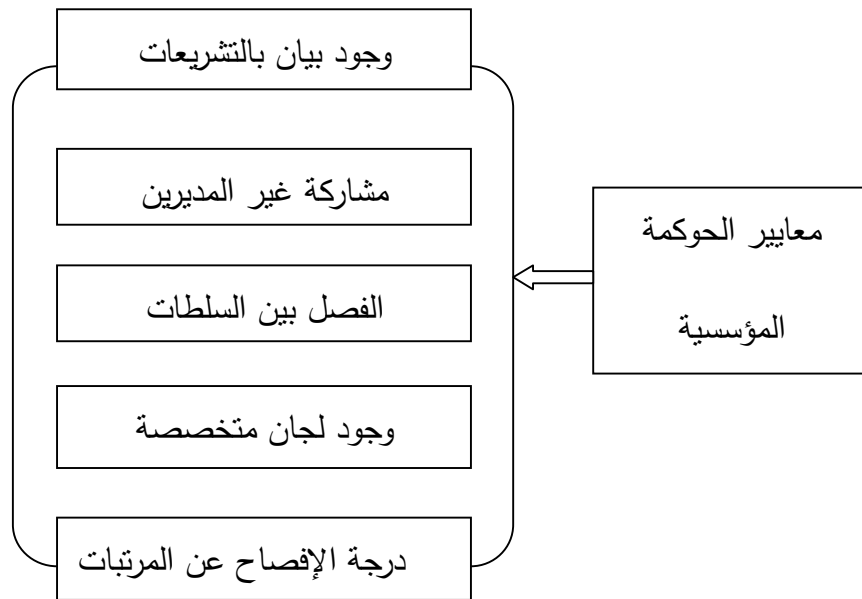 وجود بيان بالتشريعات
مشاركة غير المديرين
معايير الحوكمة
المؤسسية
الفصل بين السلطات
وجود لجان متخصصة
درجة الإفصاح عن المرتبات